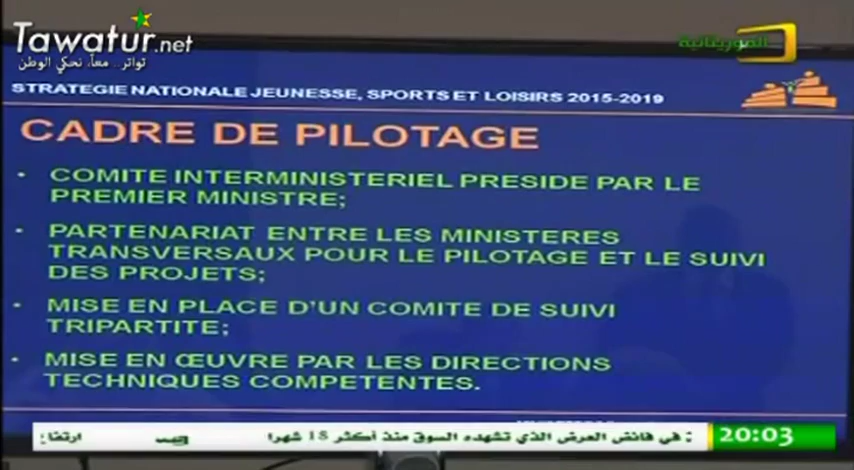 Tawatur.net
تواتر.. معاً، نحكي الوطن
الموريتانية
STRATEGIE NATIONALE JEUNESSE, SPORTS ET LOISIRS 2015-2019
CADRE DE PILOTAGE
• COMITE INTERMINISTERIEL PRESIDE PAR LE
PREMIER MINISTRE;
• PARTENARIAT ENTRE LES MINISTERES
TRANSVERSAUX POUR LE PILOTAGE ET LE SUIVI
DES PROJETS;
• MISE EN PLACE D'UN COMITE DE SUIVI
TRIPARTITE;
• MISE EN ŒUVRE PAR LES DIRECTIONS
TECHNIQUES COMPETENTES.
في فائض العرض الذي تشهده السوق منذ أكثر 18 شهرا
20:03